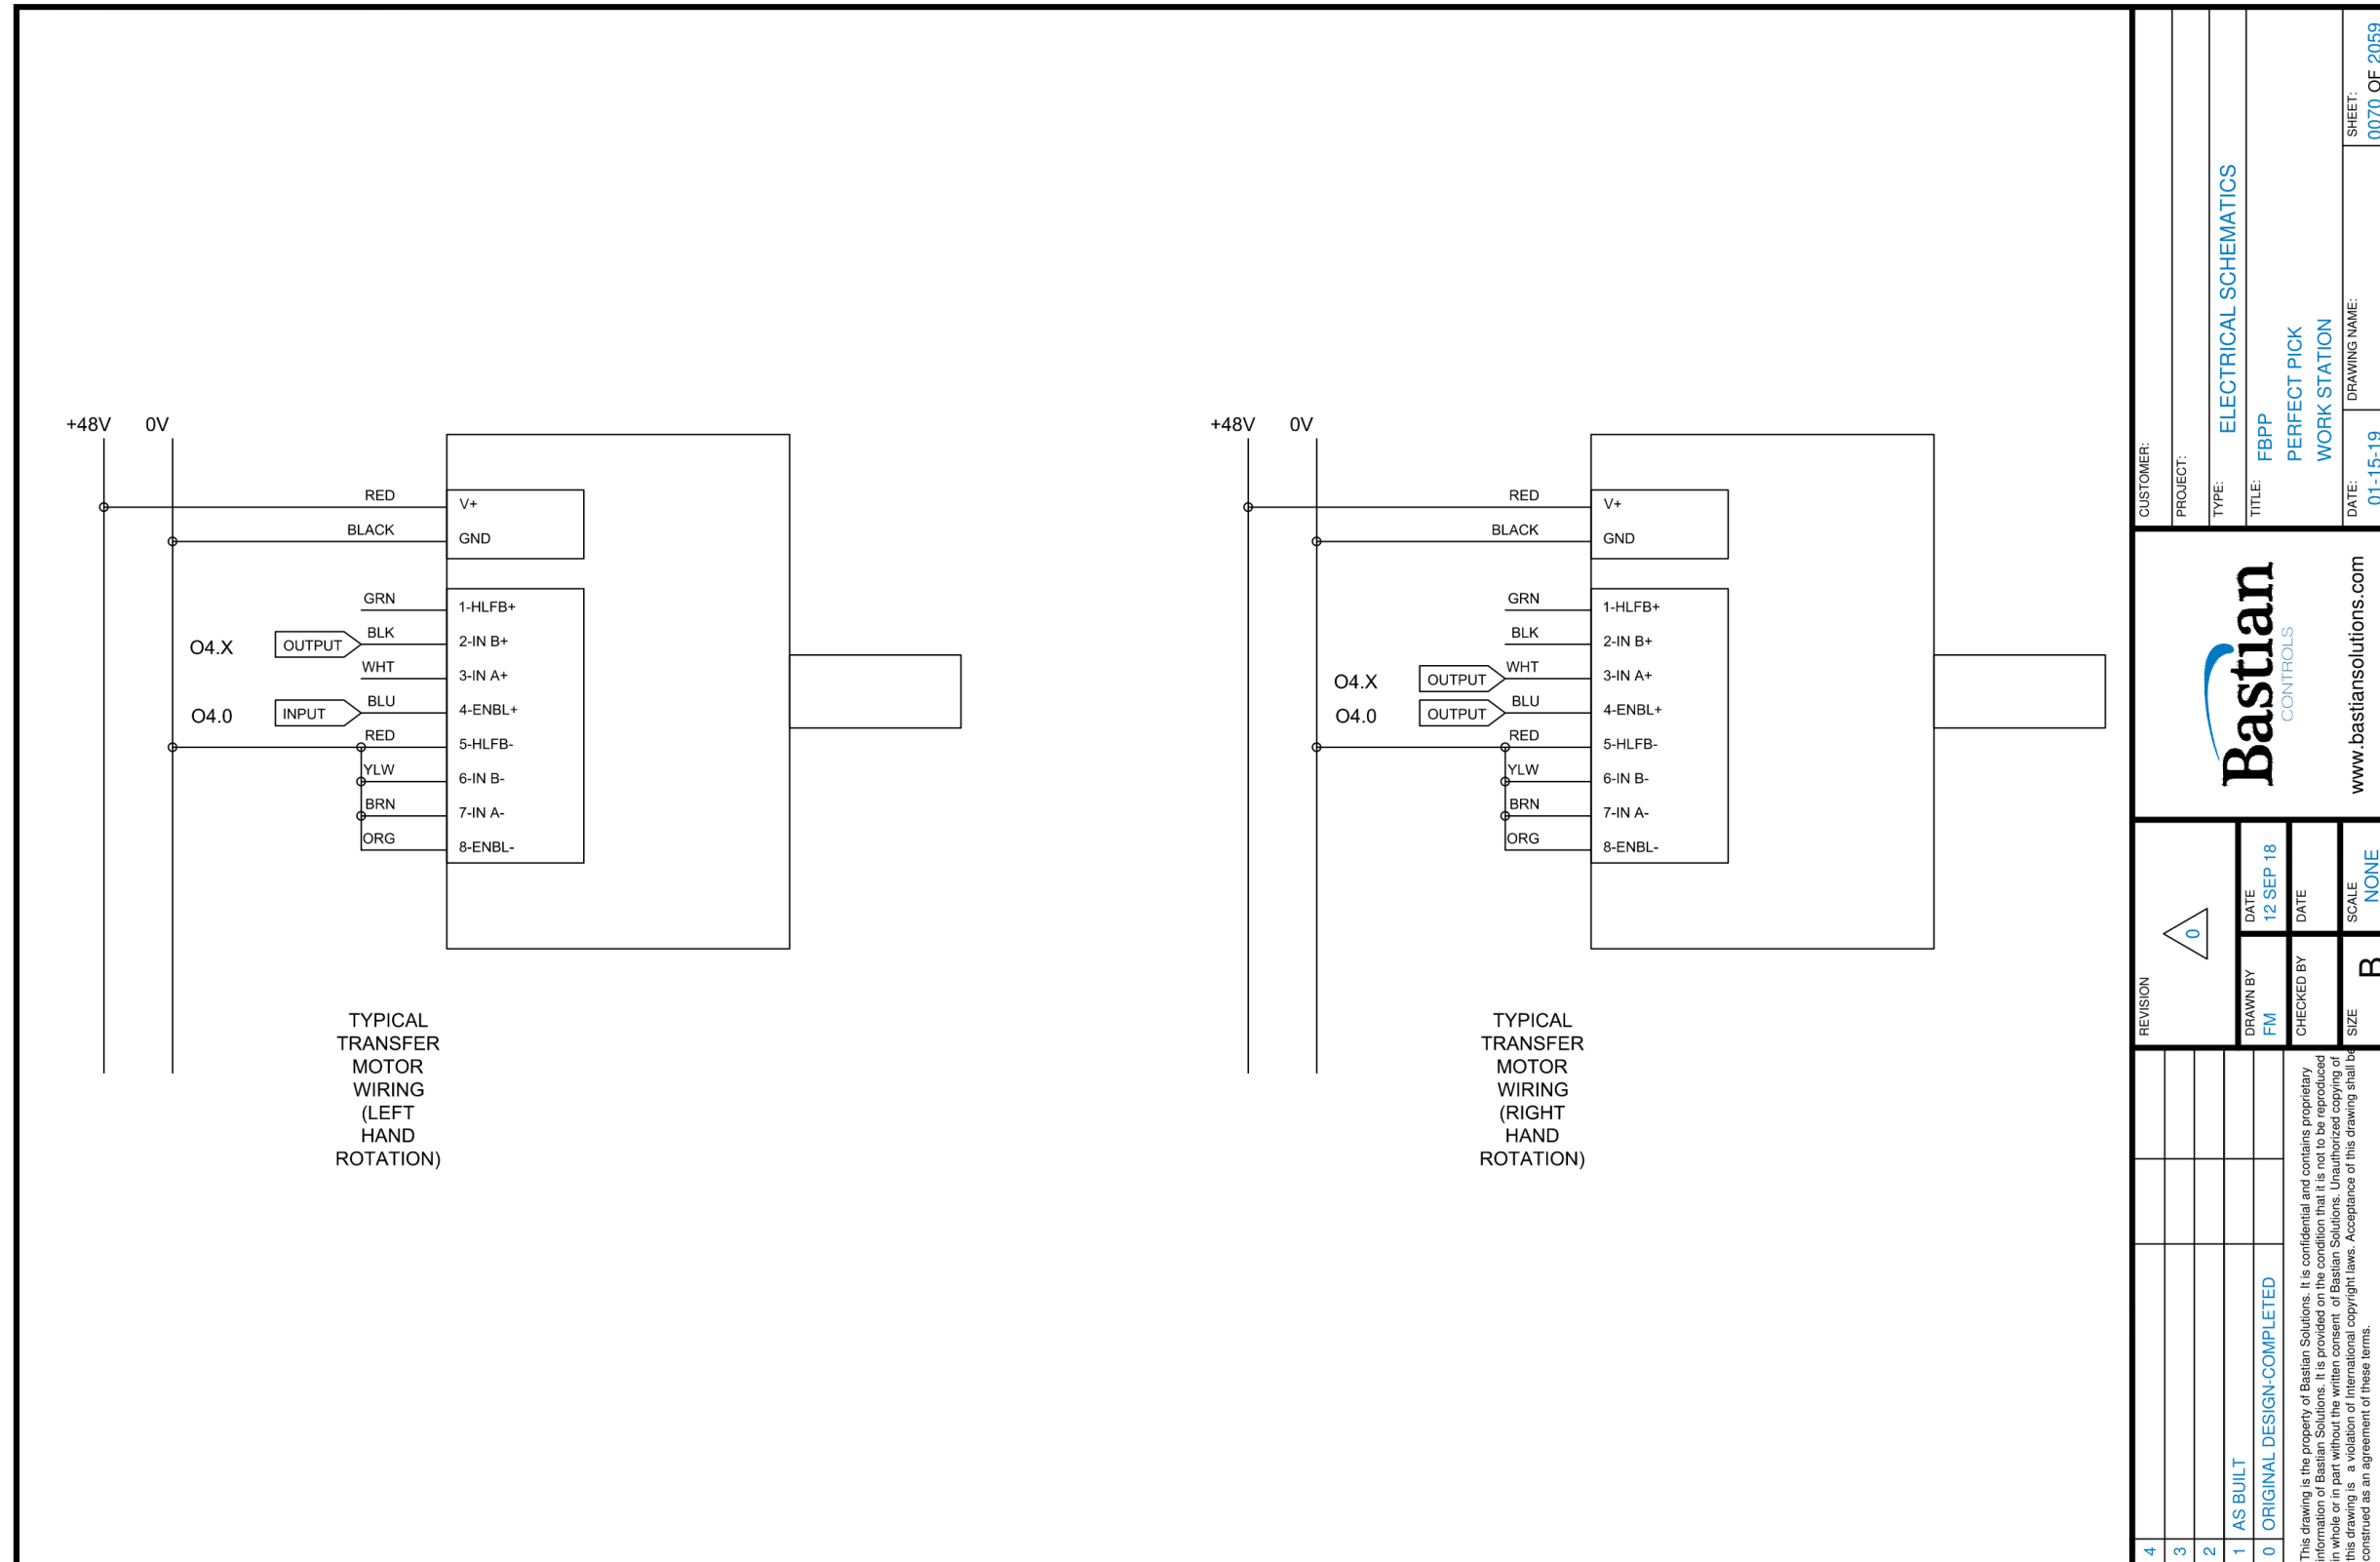 +48V 0V
RED
V+
BLACK
GND
GRN
1-HLFB+
O4.X OUTPUT BLK
2-IN B+
WHT
3-IN A+
O4.0 INPUT BLU
4-ENBL+
RED
5-HLFB-
YLW
6-IN B-
BRN
7-IN A-
ORG
8-ENBL-
TYPICAL
TRANSFER
MOTOR
WIRING
(LEFT
HAND
ROTATION)
+48V 0V
RED
V+
BLACK
GND
GRN
1-HLFB+
BLK
2-IN B+
O4.X OUTPUT WHT
3-IN A+
O4.0 OUTPUT BLU
4-ENBL+
RED
5-HLFB-
YLW
6-IN B-
BRN
7-IN A-
ORG
8-ENBL-
TYPICAL
TRANSFER
MOTOR
WIRING
(RIGHT
HAND
ROTATION)
4
3
2
1 AS BUILT
0 ORIGINAL DESIGN-COMPLETED
This drawing is the property of Bastian Solutions. It is confidential and contains proprietary
information of Bastian Solutions. It is provided on the condition that it is not to be reproduced
in whole or in part without the written consent of Bastian Solutions. Unauthorized copying of
this drawing is a violation of International copyright laws. Acceptance of this drawing shall be
construed as an agreement of these terms.
REVISION
0
DRAWN BY
FM
DATE
12 SEP 18
CHECKED BY
DATE
SIZE
B
SCALE
NONE
Bastian
CONTROLS
www.bastiansolutions.com
CUSTOMER:
PROJECT:
TYPE:
ELECTRICAL SCHEMATICS
TITLE:
FBPP
PERFECT PICK
WORK STATION
DATE:
01-15-19
DRAWING NAME:
SHEET:
0070 OF 2059